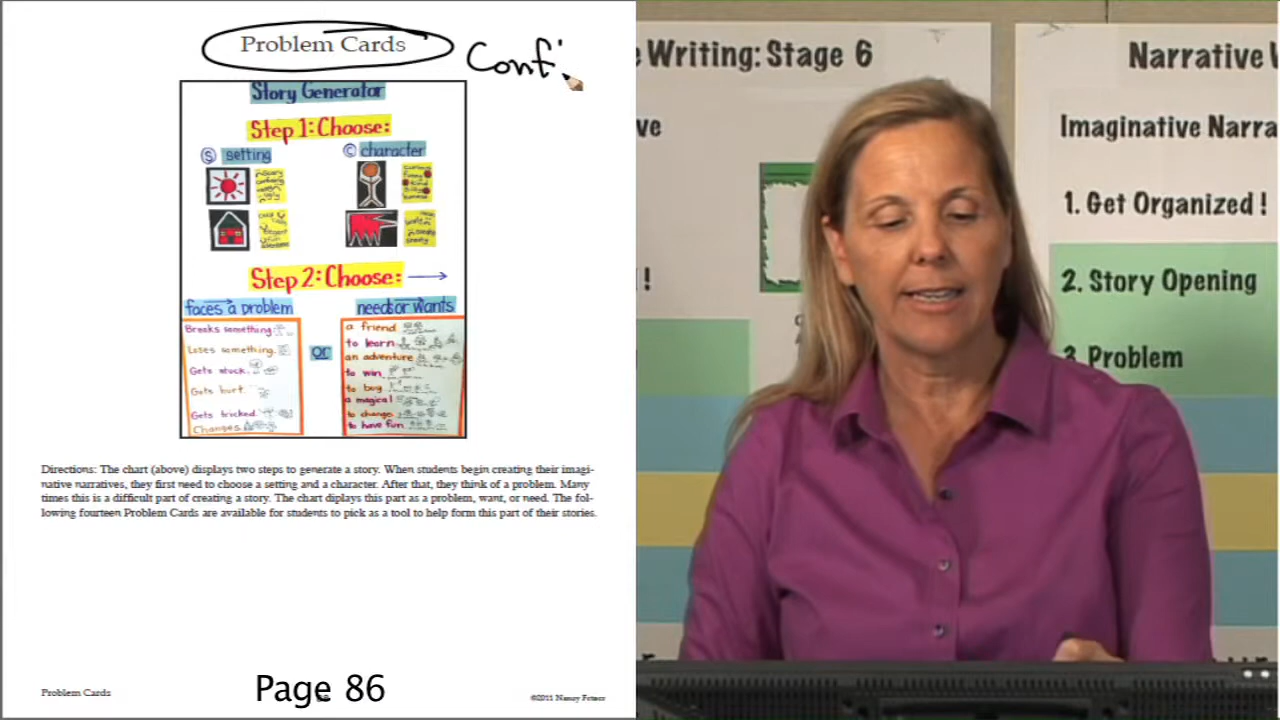 Problem Cards
Conf
Story Generator
Step 1: Choose:
S setting
C character
Step 2: Choose:
faces a problem
needs or wants
Breaks something.
Loses something.
Gets stuck.
Gets hurt.
Gets tricked.
Changes.
or
a friend
to learn
an adventure
to win
to buy
a magical
to change
to have fun
Directions: The chart (above) displays two steps to generate a story. When students begin creating their imagi-
native narratives, they first need to choose a setting and a character. After that, they think of a problem. Many
times this is a difficult part of creating a story. The chart diplays this part as a problem, want, or need. The fol-
lowing fourteen Problem Cards are available for students to pick as a tool to help form this part of their stories.
Problem Cards
Page 86
©2011 Nancy Fetzer
e Writing: Stage 6
ve
!
Narrative W
Imaginative Narra
1. Get Organized !
2. Story Opening
3. Problem